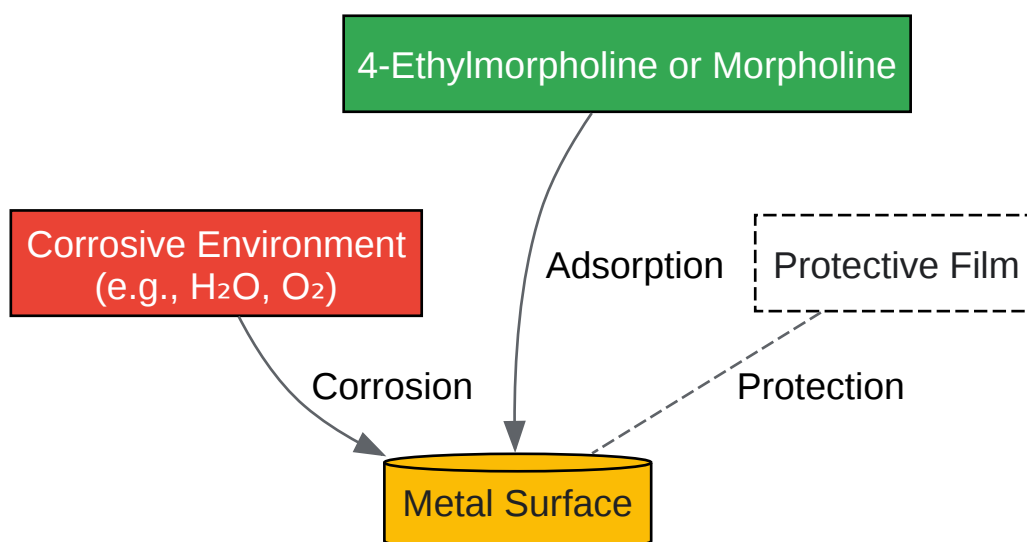 4-Ethylmorpholine or Morpholine
Corrosive Environment
(e.g., H₂O, O₂)
Adsorption
Protective Film
Corrosion
Protection
Metal Surface